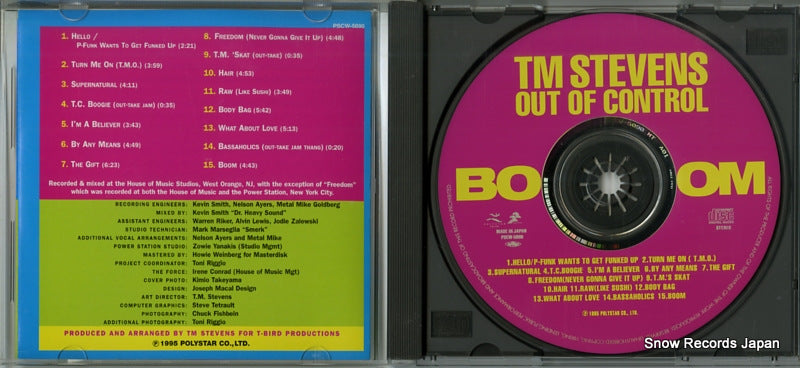 PSCW-5090
1. HELLO /
P-FUNK WANTS TO GET FUNKED UP (2:21)
2. TURN ME ON (T.M.O.) (3:59)
3. SUPERNATURAL (4:11)
4. T.C. BOOGIE (OUT-TAKE JAM) (0:35)
5. I'M A BELIEVER (3:43)
6. BY ANY MEANS (4:49)
7. THE GIFT (6:23)
8. FREEDOM (NEVER GONNA GIVE IT UP) (4:48)
9. T.M. 'SKAT (OUT-TAKE) (0:35)
10. HAIR (4:53)
11. RAW (LIKE SUSHI) (3:49)
12. BODY BAG (5:42)
13. WHAT ABOUT LOVE (5:13)
14. BASSAHOLICS (OUT-TAKE JAM THANG) (0:20)
15. BOOM (4:43)
Recorded & mixed at the House of Music Studios, West Orange, NJ, with the exception of "Freedom"
which was recorded at both the House of Music and the Power Station, New York City.
RECORDING ENGINEERS: Kevin Smith, Nelson Ayers, Metal Mike Goldberg
MIXED BY: Kevin Smith "Dr. Heavy Sound"
ASSISTANT ENGINEERS: Warren Riker, Alvin Lewis, Jodie Zalewski
STUDIO TECHNICIAN: Mark Marseglia "Smerk"
ADDITIONAL VOCAL ARRANGEMENTS: Nelson Ayers and Metal Mike
POWER STATION STUDIO: Zowie Yanakis (Studio Mgmt)
MASTERED BY: Howie Weinberg for Masterdisk
PROJECT COORDINATOR: Toni Riggio
THE FORCE: Irene Conrad (House of Music Mgt)
COVER PHOTO: Kimio Takeyama
DESIGN: Joseph Macal Design
ART DIRECTOR: T.M. Stevens
COMPUTER GRAPHICS: Steve Tetrault
PHOTOGRAPHY: Chuck Fishbein
ADDITIONAL PHOTOGRAPHY: Toni Riggio
PRODUCED AND ARRANGED BY TM STEVENS FOR T-BIRD PRODUCTIONS
Ⓟ 1995 POLYSTAR CO., LTD.
TM STEVENS
OUT OF CONTROL
BOOM
MADE IN JAPAN
PSCW-5090
COMPACT
disc
DIGITAL AUDIO
STEREO
1.HELLO/P-FUNK WANTS TO GET FUNKED UP 2.TURN ME ON ( T.M.O.)
3.SUPERNATURAL 4.T.C.BOOGIE 5.I'M A BELIEVER 6.BY ANY MEANS 7.THE GIFT
8.FREEDOM(NEVER GONNA GIVE IT UP) 9.T.M.'S SKAT
10.HAIR 11.RAW(LIKE SUSHI) 12.BODY BAG
13.WHAT ABOUT LOVE 14.BASSAHOLICS 15.BOOM
Ⓟ 1995 POLYSTAR CO., LTD.
Snow Records Japan